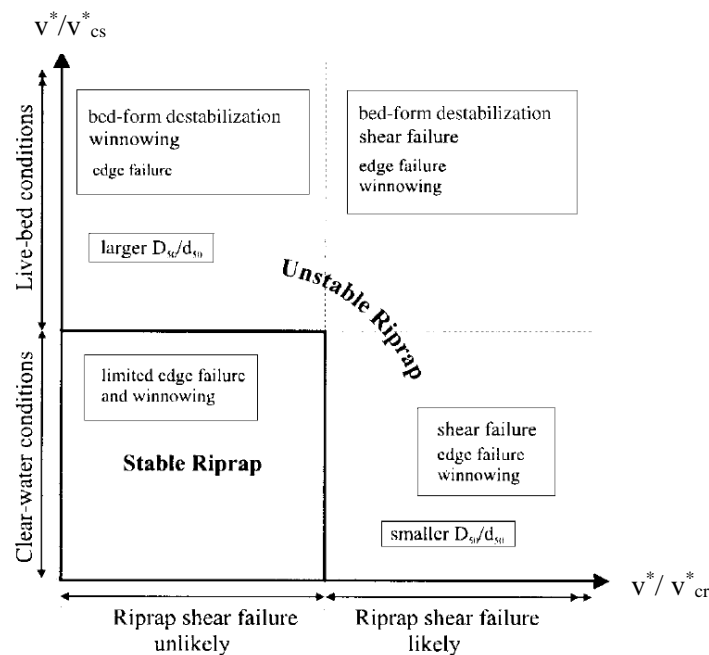 v*/v*cs
Live-bed conditions
bed-form destabilization
winnowing
edge failure
bed-form destabilization
shear failure
edge failure
winnowing
larger D₅₀/d₅₀
Unstable Riprap
Clear-water conditions
limited edge failure
and winnowing
Stable Riprap
shear failure
edge failure
winnowing
smaller D₅₀/d₅₀
v*/ v*cr
Riprap shear failure
unlikely
Riprap shear failure
likely